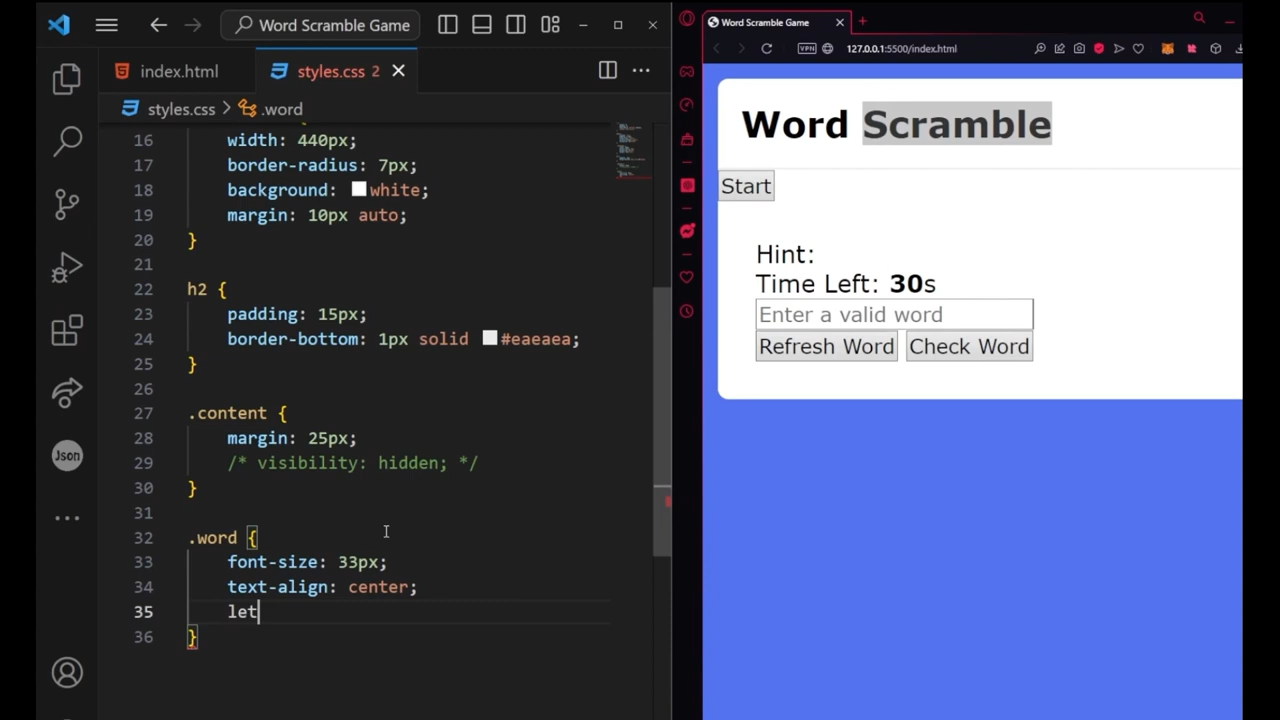 Word Scramble Game
index.html
styles.css 2
styles.css > .word
16 width: 440px;
17 border-radius: 7px;
18 background: white;
19 margin: 10px auto;
20 }
21
22 h2 {
23 padding: 15px;
24 border-bottom: 1px solid #eaeaea;
25 }
26
27 .content {
28 margin: 25px;
29 /* visibility: hidden; */
30 }
31
32 .word {
33 font-size: 33px;
34 text-align: center;
35 let
36 }
Json
Word Scramble Game
VPN 127.0.0.1:5500/index.html
Word Scramble
Start
Hint:
Time Left: 30s
Enter a valid word
Refresh Word Check Word